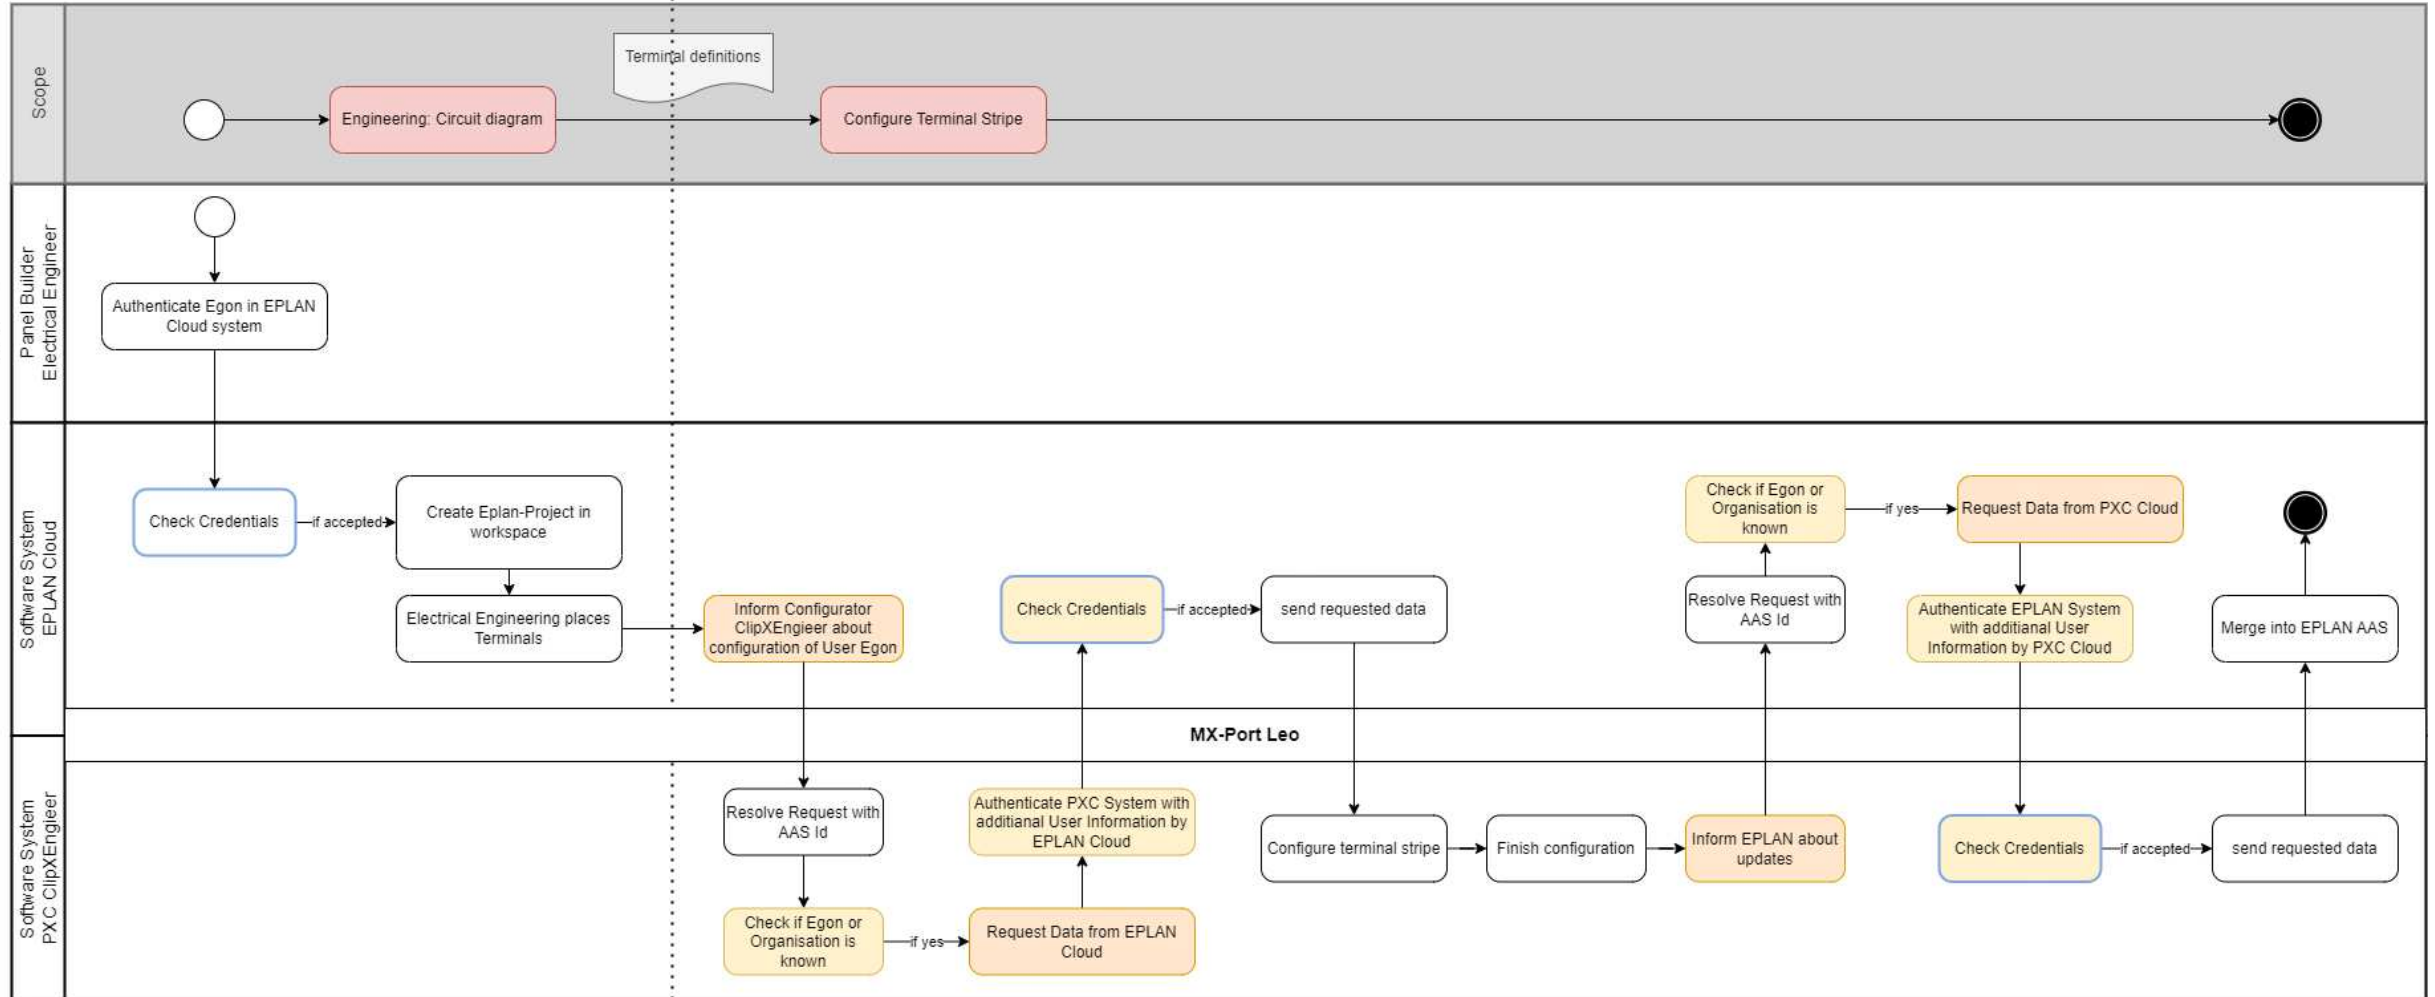 Scope
Terminal definitions
Engineering: Circuit diagram
Configure Terminal Stripe
Panel Builder
Electrical Engineer
Authenticate Egon in EPLAN
Cloud system
Software System
EPLAN Cloud
Check Credentials
if accepted
Create Eplan-Project in
workspace
Electrical Engineering places
Terminals
Inform Configurator
ClipXEngieer about
configuration of User Egon
Check Credentials
if accepted
send requested data
Check if Egon or
Organisation is
known
if yes
Request Data from PXC Cloud
Resolve Request with
AAS Id
Authenticate EPLAN System
with additianal User
Information by PXC Cloud
Merge into EPLAN AAS
MX-Port Leo
Software System
PXC ClipXEngieer
Resolve Request with
AAS Id
Check if Egon or
Organisation is
known
if yes
Request Data from EPLAN
Cloud
Authenticate PXC System with
additianal User Information by
EPLAN Cloud
Configure terminal stripe
Finish configuration
Inform EPLAN about
updates
Check Credentials
if accepted
send requested data